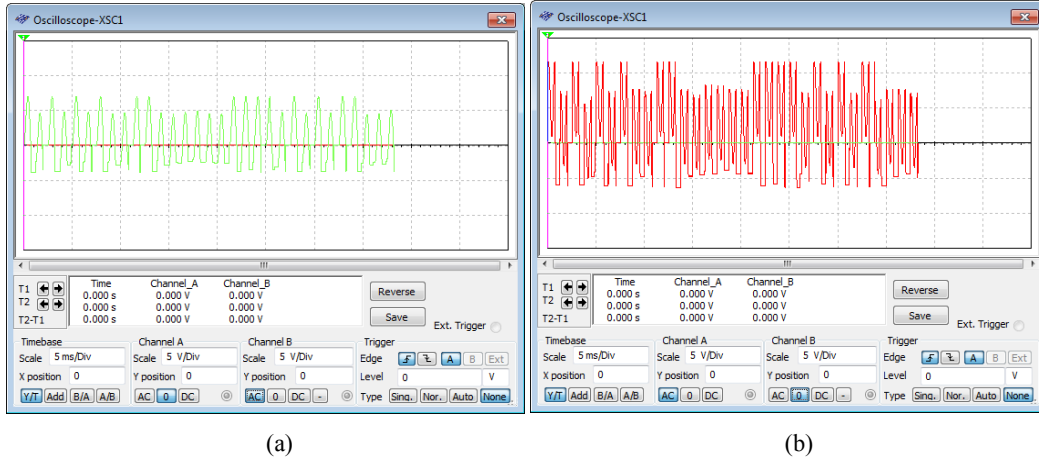 Oscilloscope-XSC1
T1
T2
T2-T1
Time Channel_A Channel_B
0.000 s 0.000 V 0.000 V
0.000 s 0.000 V 0.000 V
0.000 s 0.000 V 0.000 V
Reverse
Save
Ext. Trigger
Timebase
Scale 5 ms/Div
X position 0
Y/T Add B/A A/B
Channel A
Scale 5 V/Div
Y position 0
AC 0 DC
Channel B
Scale 5 V/Div
Y position 0
AC 0 DC -
Trigger
Edge A B Ext
Level 0 V
Type Sing. Nor. Auto None
(a)
Oscilloscope-XSC1
T1
T2
T2-T1
Time Channel_A Channel_B
0.000 s 0.000 V 0.000 V
0.000 s 0.000 V 0.000 V
0.000 s 0.000 V 0.000 V
Reverse
Save
Ext. Trigger
Timebase
Scale 5 ms/Div
X position 0
Y/T Add B/A A/B
Channel A
Scale 5 V/Div
Y position 0
AC 0 DC
Channel B
Scale 5 V/Div
Y position 0
AC 0 DC -
Trigger
Edge A B Ext
Level 0 V
Type Sing. Nor. Auto None
(b)